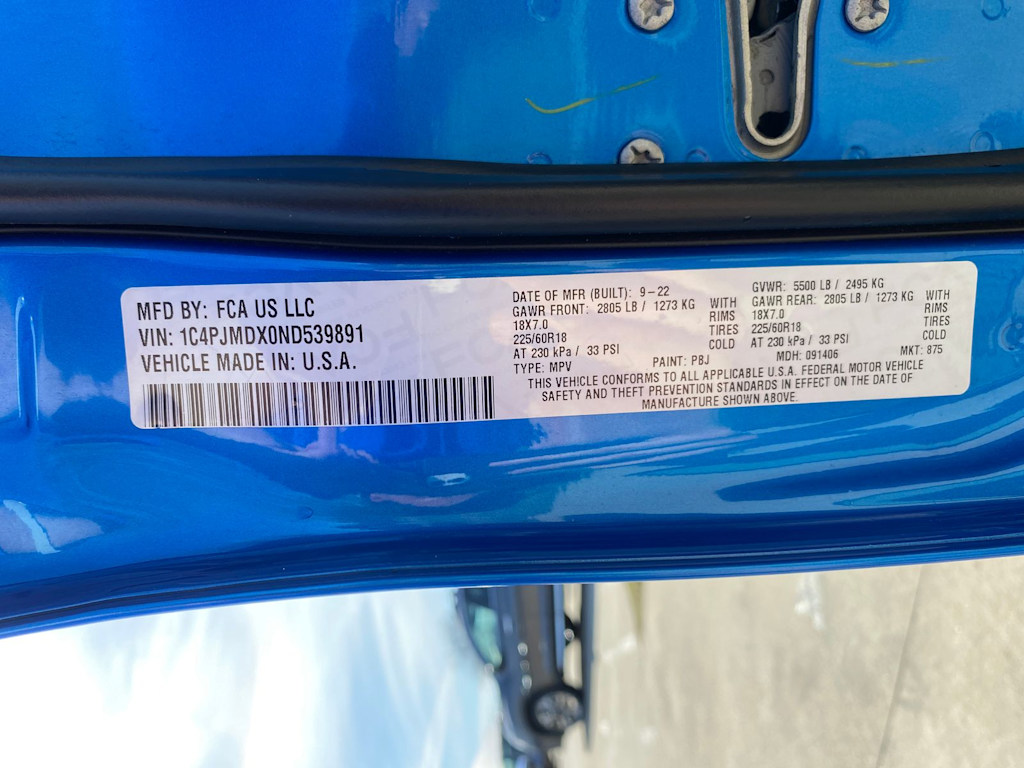 MFD BY: FCA US LLC
VIN: 1C4PJMDX0ND539891
VEHICLE MADE IN: U.S.A.
DATE OF MFR (BUILT): 9-22
GAWR FRONT: 2805 LB / 1273 KG WITH
18X7.0 RIMS
225/60R18 TIRES
AT 230 kPa / 33 PSI COLD
TYPE: MPV
GVWR: 5500 LB / 2495 KG
GAWR REAR: 2805 LB / 1273 KG WITH
18X7.0 RIMS
225/60R18 TIRES
AT 230 kPa / 33 PSI COLD
PAINT: PBJ MDH: 091406 MKT: 875
THIS VEHICLE CONFORMS TO ALL APPLICABLE U.S.A. FEDERAL MOTOR VEHICLE
SAFETY AND THEFT PREVENTION STANDARDS IN EFFECT ON THE DATE OF
MANUFACTURE SHOWN ABOVE.